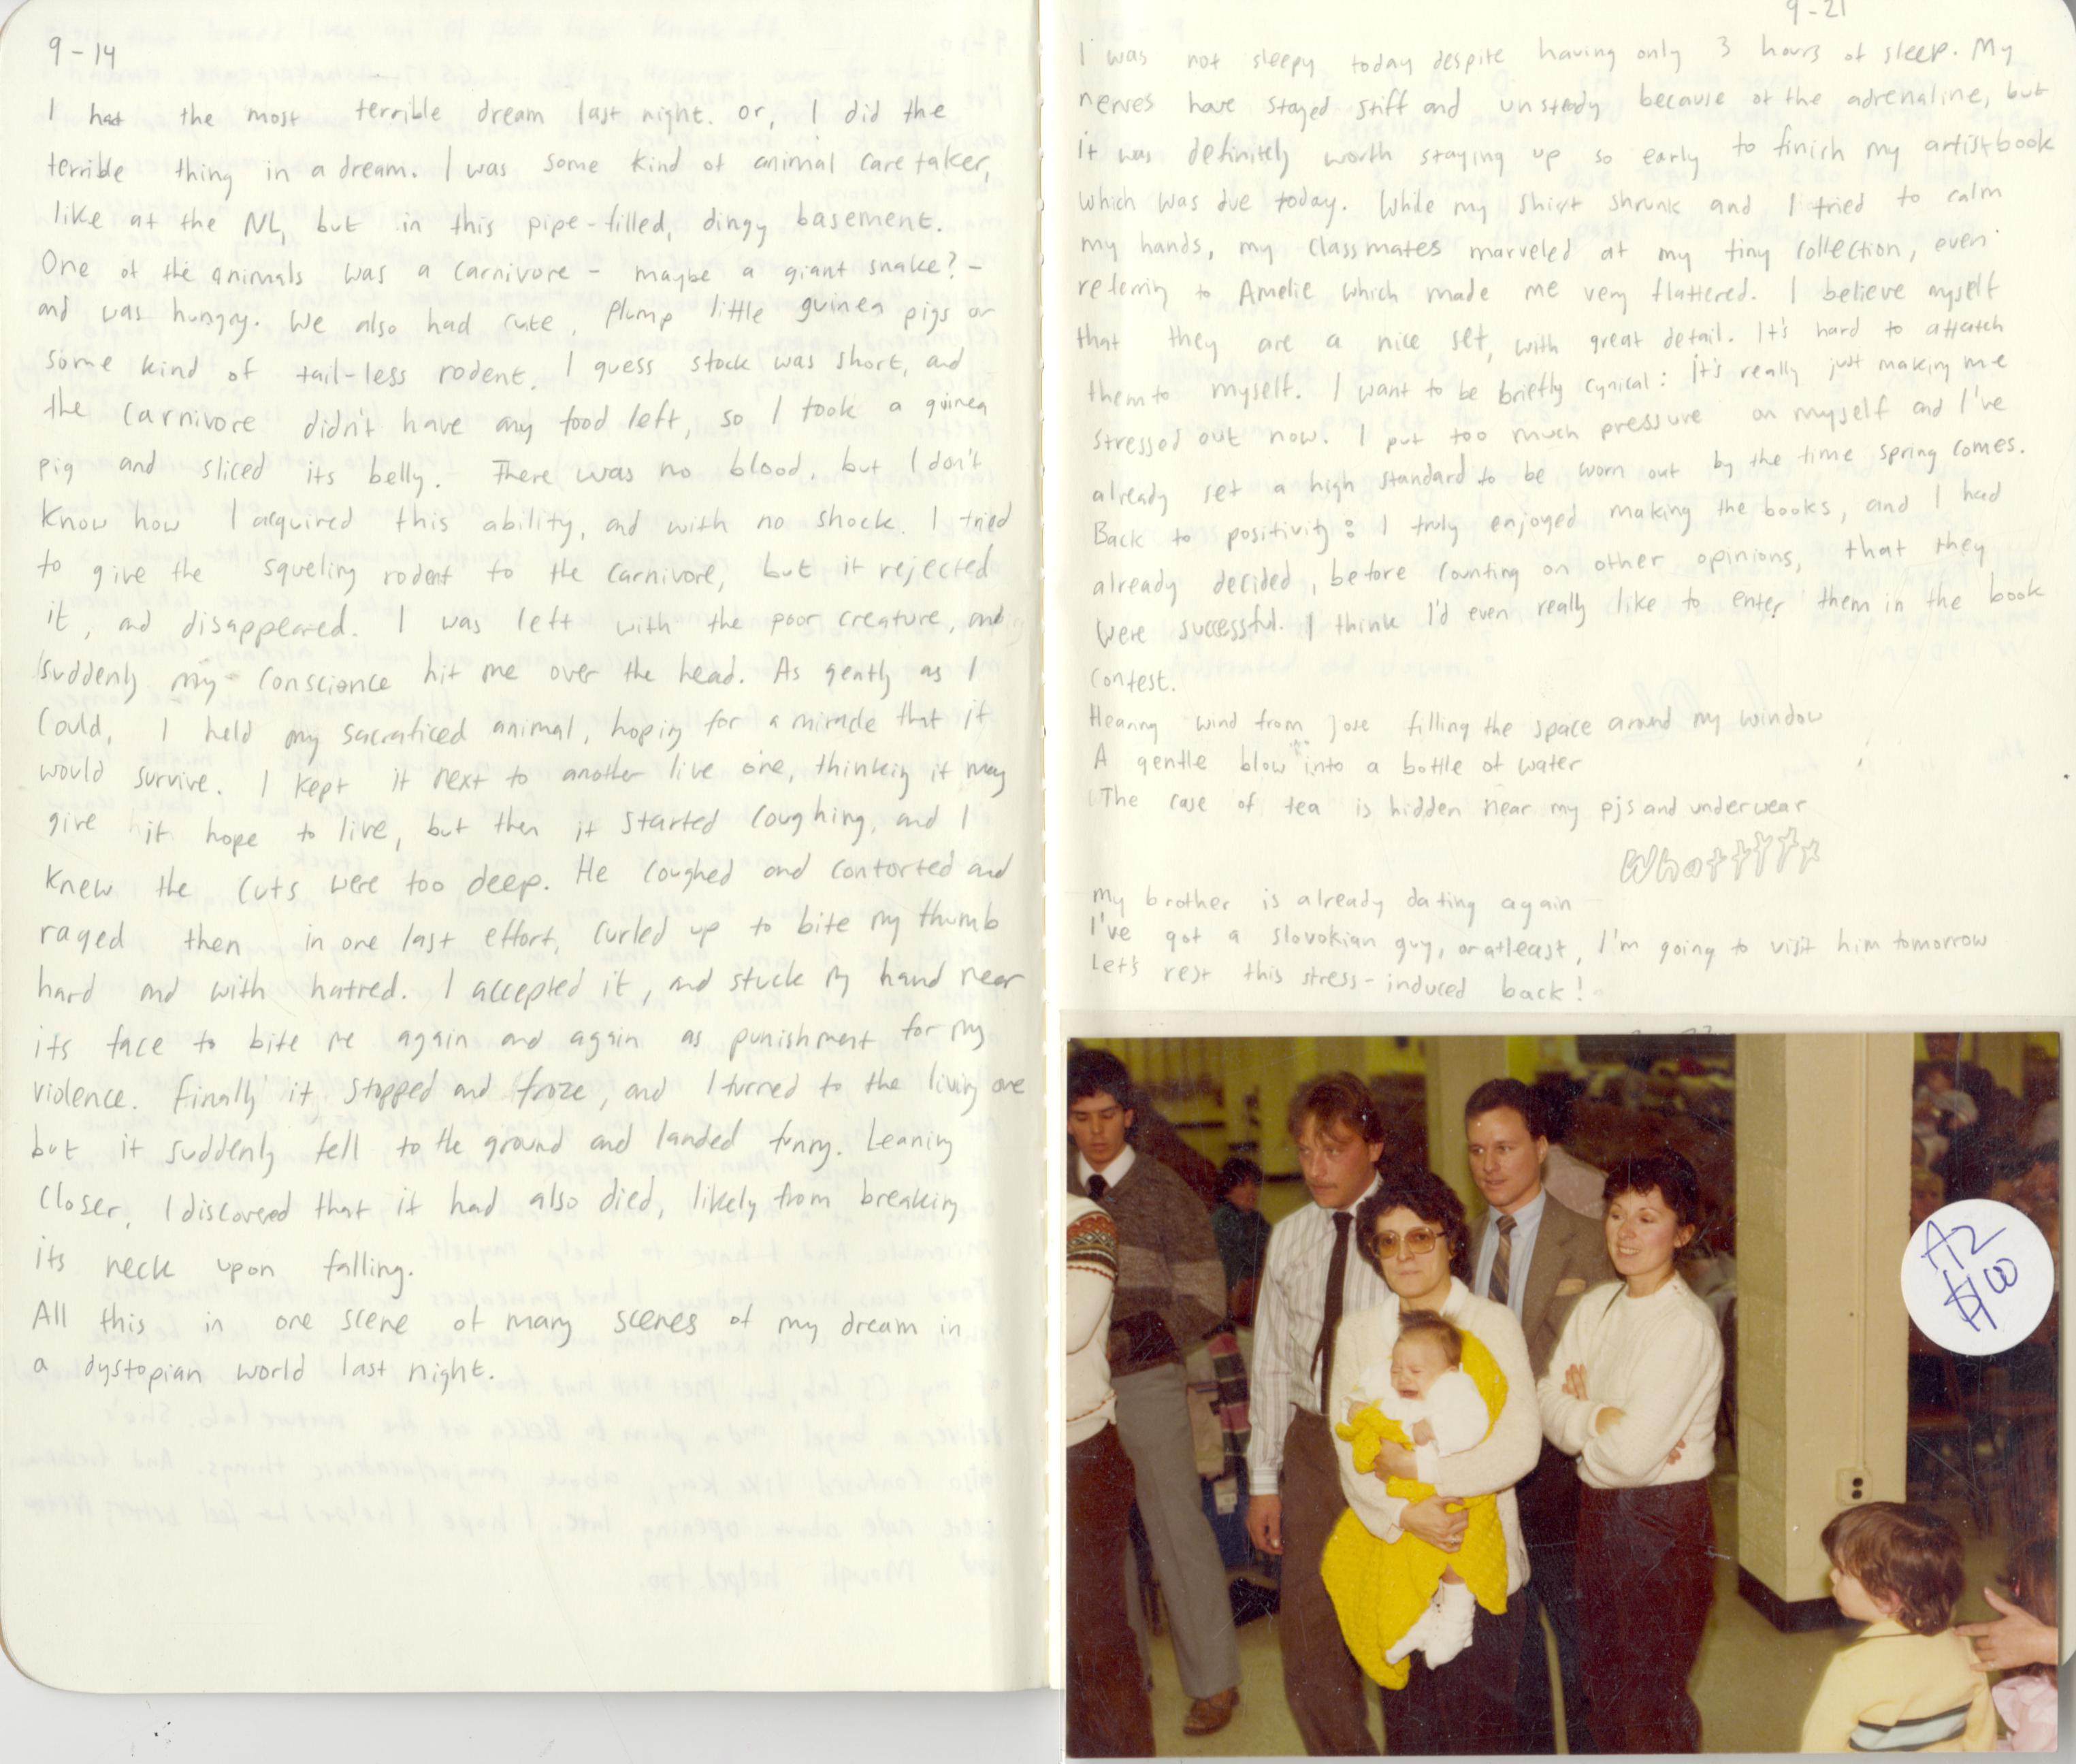 9-14
I had the most terrible dream last night. or, I did the
terrible thing in a dream. I was some kind of animal caretaker,
like at the NL, but in this pipe-filled, dingy basement.
One of the animals was a carnivore - maybe a giant snake? -
and was hungry. We also had cute, plump little guinea pigs or
some kind of tail-less rodent. I guess stock was short, and
the carnivore didn't have any food left, so I took a guinea
pig and sliced its belly. There was no blood, but I don't
know how I acquired this ability, and with no shock. I tried
to give the squeling rodent to the carnivore, but it rejected
it, and disappeared. I was left with the poor creature, and
suddenly my conscience hit me over the head. As gently as I
could, I held my sacraficed animal, hoping for a miracle that it
would survive. I kept it next to another live one, thinking it may
give it hope to live, but then it started coughing, and I
knew the cuts were too deep. He coughed and contorted and
raged then in one last effort, curled up to bite my thumb
hard and with hatred. I accepted it, and stuck my hand near
its face to bite me again and again as punishment for my
violence. Finally it stopped and froze, and I turned to the living one
but it suddenly fell to the ground and landed funny. Leaning
closer, I discovered that it had also died, likely from breaking
its neck upon falling.
All this in one scene of many scenes of my dream in
a dystopian world last night.
9-21
I was not sleepy today despite having only 3 hours of sleep. My
nerves have stayed stiff and unstedy because of the adrenaline, but
it was definitely worth staying up so early to finish my artist book
which was due today. While my shirt shrunk and I tried to calm
my hands, my classmates marveled at my tiny collection, even
referring to Amelie which made me very flattered. I believe myself
that they are a nice set, with great detail. It's hard to attatch
them to myself. I want to be briefly cynical: It's really just making me
stressed out now. I put too much pressure on myself and I've
already set a high standard to be worn out by the time spring comes.
Back to positivity: I truly enjoyed making the books, and I had
already decided, before counting on other opinions, that they
were successful. I think I'd even really like to enter them in the book
contest.
Hearing wind from Jose filling the space around my window
A gentle blow into a bottle of water
The case of tea is hidden near my pjs and underwear
Whatttttt
my brother is already dating again
I've got a slovokian guy, or at least, I'm going to visit him tomorrow
Let's rest this stress-induced back!
A2
$100